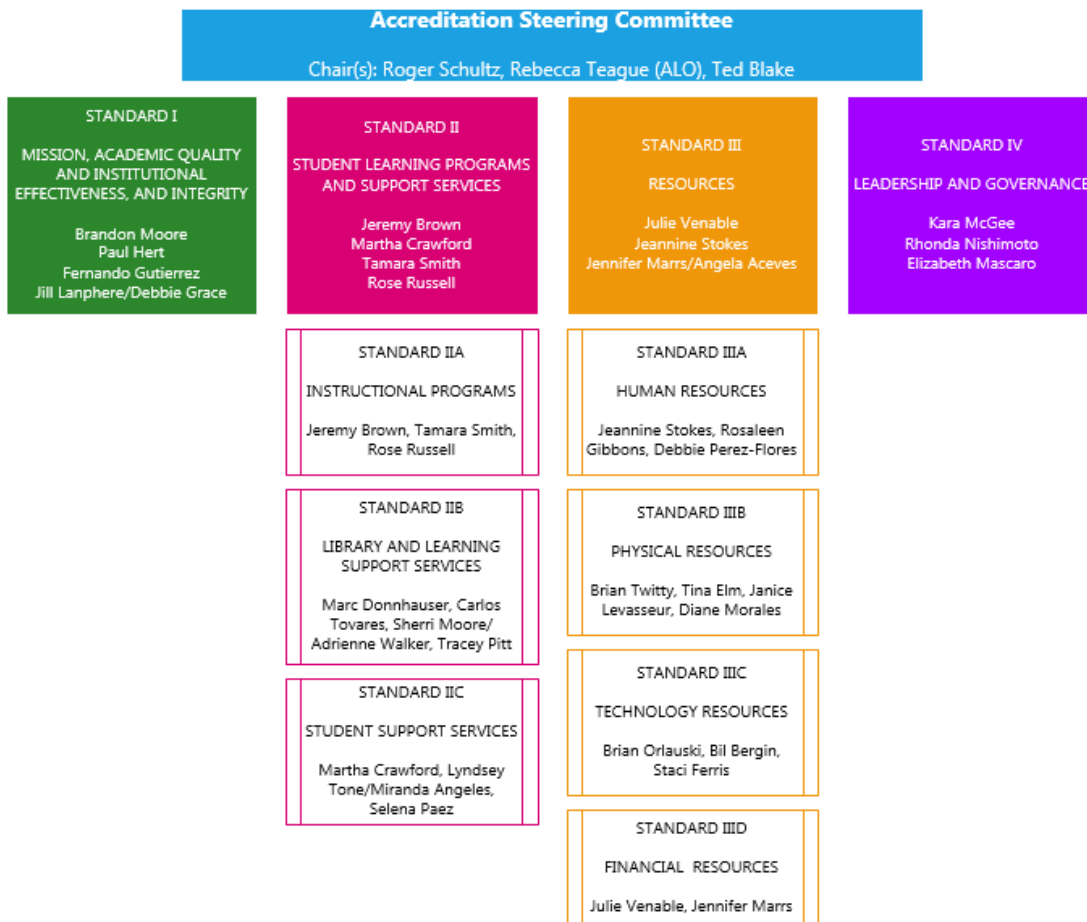 Accreditation Steering Committee
Chair(s): Roger Schultz, Rebecca Teague (ALO), Ted Blake
STANDARD I
MISSION, ACADEMIC QUALITY
AND INSTITUTIONAL
EFFECTIVENESS, AND INTEGRITY
Brandon Moore
Paul Hert
Fernando Gutierrez
Jill Lanphere/Debbie Grace
STANDARD II
STUDENT LEARNING PROGRAMS
AND SUPPORT SERVICES
Jeremy Brown
Martha Crawford
Tamara Smith
Rose Russell
STANDARD IIA
INSTRUCTIONAL PROGRAMS
Jeremy Brown, Tamara Smith,
Rose Russell
STANDARD IIB
LIBRARY AND LEARNING
SUPPORT SERVICES
Marc Donnhauser, Carlos
Tovares, Sherri Moore/
Adrienne Walker, Tracey Pitt
STANDARD IIC
STUDENT SUPPORT SERVICES
Martha Crawford, Lyndsey
Tone/Miranda Angeles,
Selena Paez
STANDARD III
RESOURCES
Julie Venable
Jeannine Stokes
Jennifer Marrs/Angela Aceves
STANDARD IIIA
HUMAN RESOURCES
Jeannine Stokes, Rosaleen
Gibbons, Debbie Perez-Flores
STANDARD IIIB
PHYSICAL RESOURCES
Brian Twitty, Tina Elm, Janice
Levasseur, Diane Morales
STANDARD IIIC
TECHNOLOGY RESOURCES
Brian Orlauski, Bil Bergin,
Staci Ferris
STANDARD IIID
FINANCIAL RESOURCES
Julie Venable, Jennifer Marrs
STANDARD IV
LEADERSHIP AND GOVERNANCE
Kara McGee
Rhonda Nishimoto
Elizabeth Mascaro